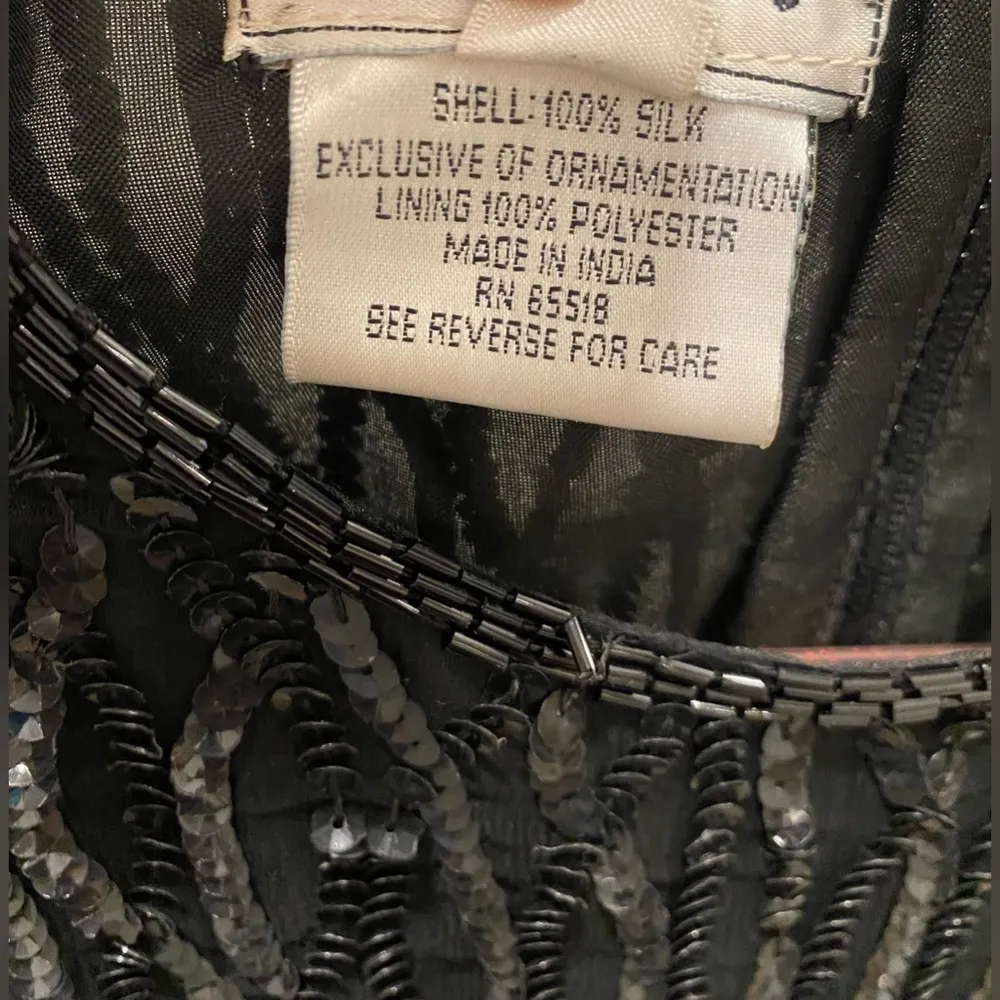 SHELL: 100% SILK
EXCLUSIVE OF ORNAMENTATION
LINING 100% POLYESTER
MADE IN INDIA
RN 65518
SEE REVERSE FOR CARE